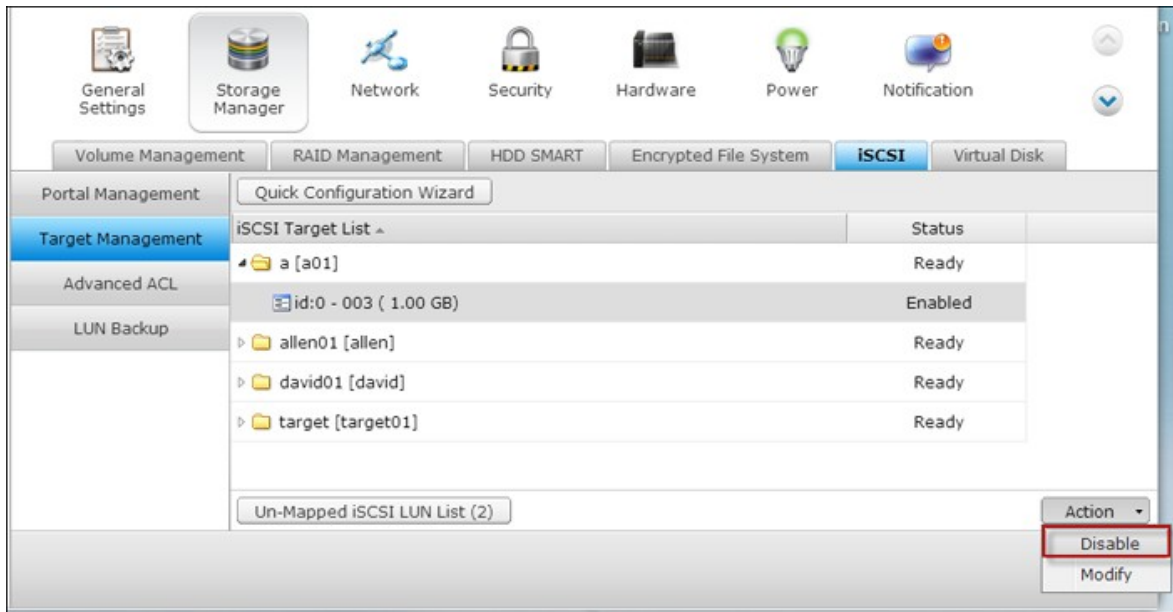 n
General Settings
Storage Manager
Network
Security
Hardware
Power
Notification
Volume Management
RAID Management
HDD SMART
Encrypted File System
iSCSI
Virtual Disk
Portal Management
Quick Configuration Wizard
Target Management
iSCSI Target List
Status
a [a01]
Ready
Advanced ACL
id:0 - 003 ( 1.00 GB)
Enabled
LUN Backup
allen01 [allen]
Ready
david01 [david]
Ready
target [target01]
Ready
Un-Mapped iSCSI LUN List (2)
Action
Disable
Modify